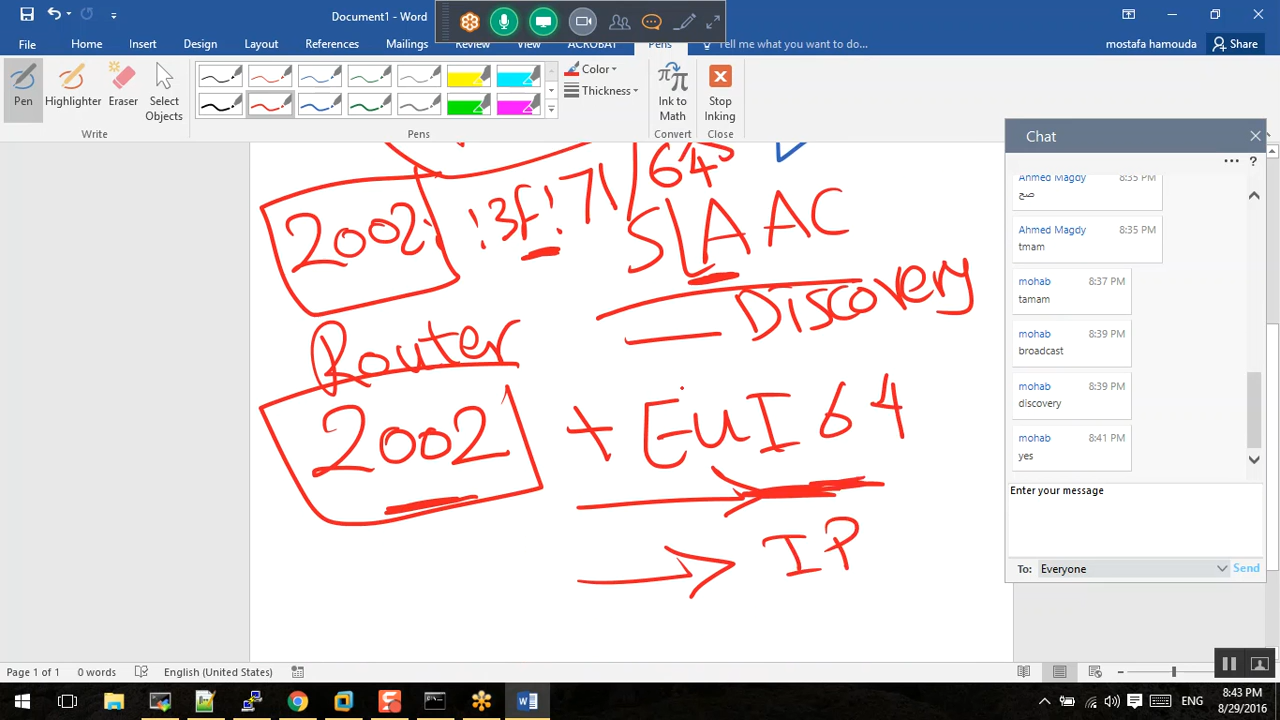 Document1 - Word
File
Home
Insert
Design
Layout
References
Mailings
Review
View
ACROBAT
Pens
Tell me what you want to do...
mostafa hamouda
Share
Pen
Highlighter
Eraser
Select Objects
Color
Thickness
Ink to Math
Stop Inking
Write
Pens
Convert
Close
2002: :3F: 71/64
SLAAC
Discovery
Router
2002 + EUI 64
IP
Chat
Ahmed Magdy 8:35 PM
صح
Ahmed Magdy 8:35 PM
tmam
mohab 8:37 PM
tamam
mohab 8:39 PM
broadcast
mohab 8:39 PM
discovery
mohab 8:41 PM
yes
Enter your message
To: Everyone
Send
Page 1 of 1
0 words
English (United States)
ENG
8:43 PM
8/29/2016